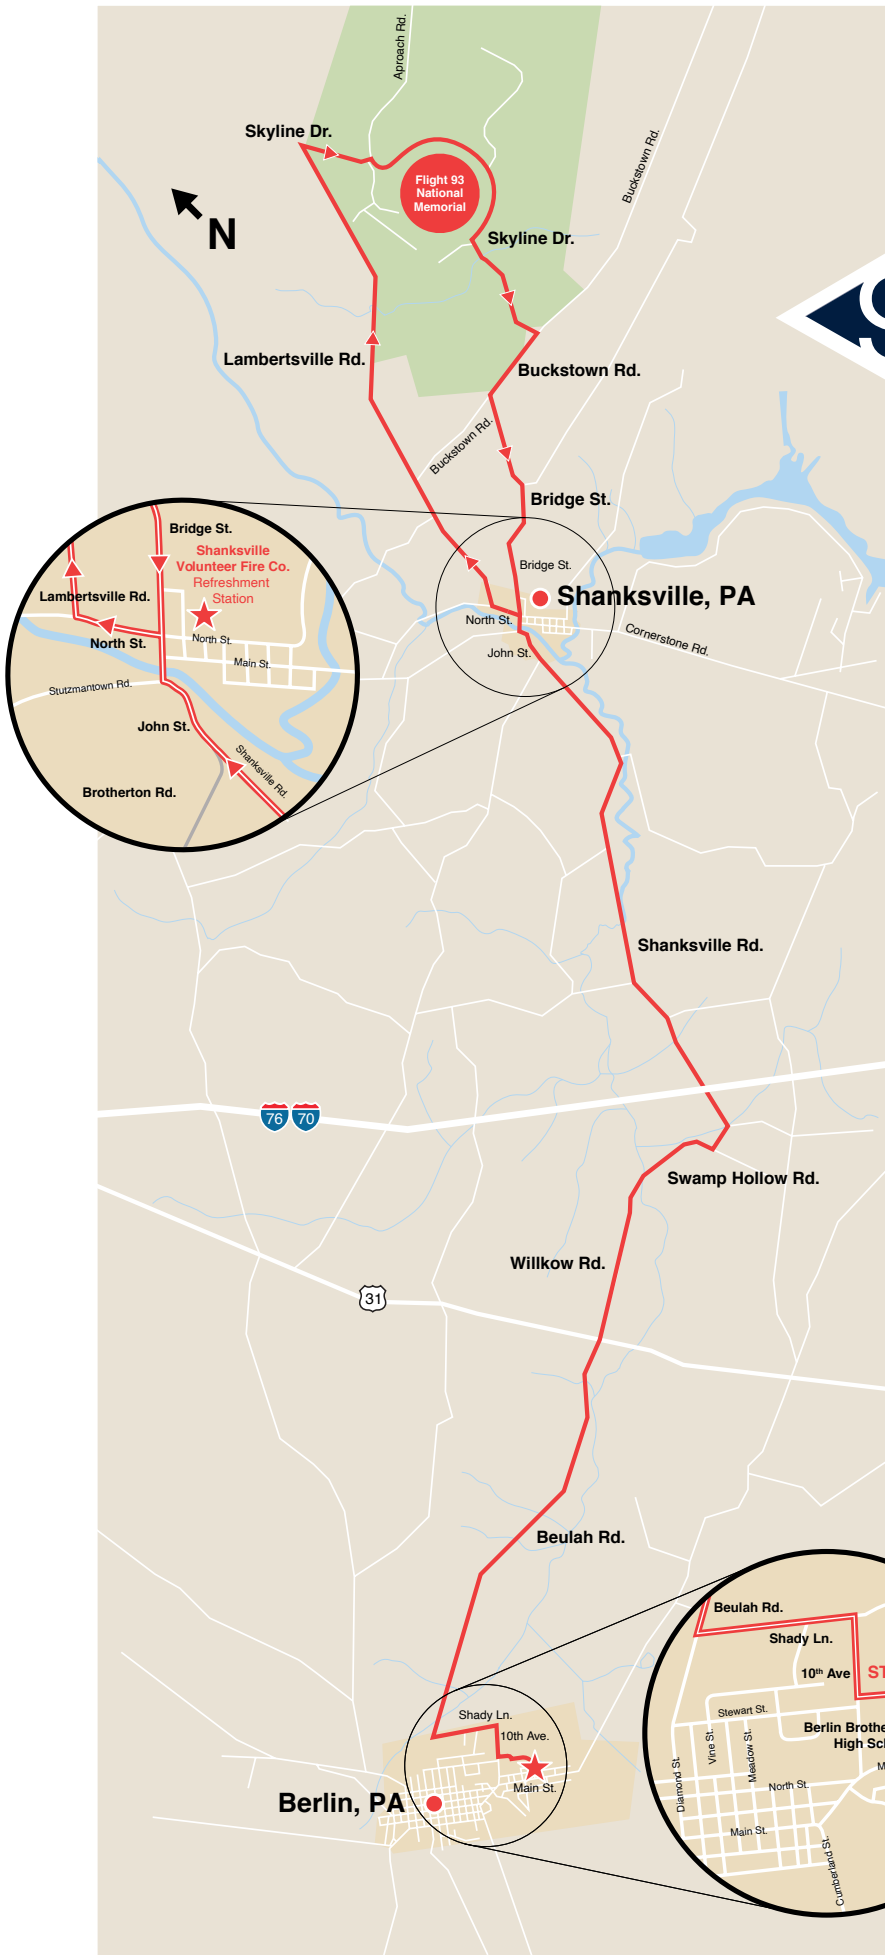 Aproach Rd.
Skyline Dr.
Buckstown Rd.
Flight 93
National
Memorial
N
Skyline Dr.
Lambertsville Rd.
Buckstown Rd.
Buckstown Rd.
Bridge St.
Bridge St.
Shanksville
Volunteer Fire Co.
Refreshment
Station
Lambertsville Rd.
North St.
North St.
Main St.
Stutzmantown Rd.
John St.
Shanksville Rd.
Brotherton Rd.
Bridge St.
Shanksville, PA
North St.
Cornerstone Rd.
John St.
Shanksville Rd.
76 70
Swamp Hollow Rd.
Willkow Rd.
31
Beulah Rd.
Beulah Rd.
Shady Ln.
10th Ave
ST
Stewart St.
Berlin Brothe
High Sch
Vine St.
Meadow St.
Diamond St.
North St.
Main St.
Cumberland St.
Shady Ln.
10th Ave.
Main St.
Berlin, PA